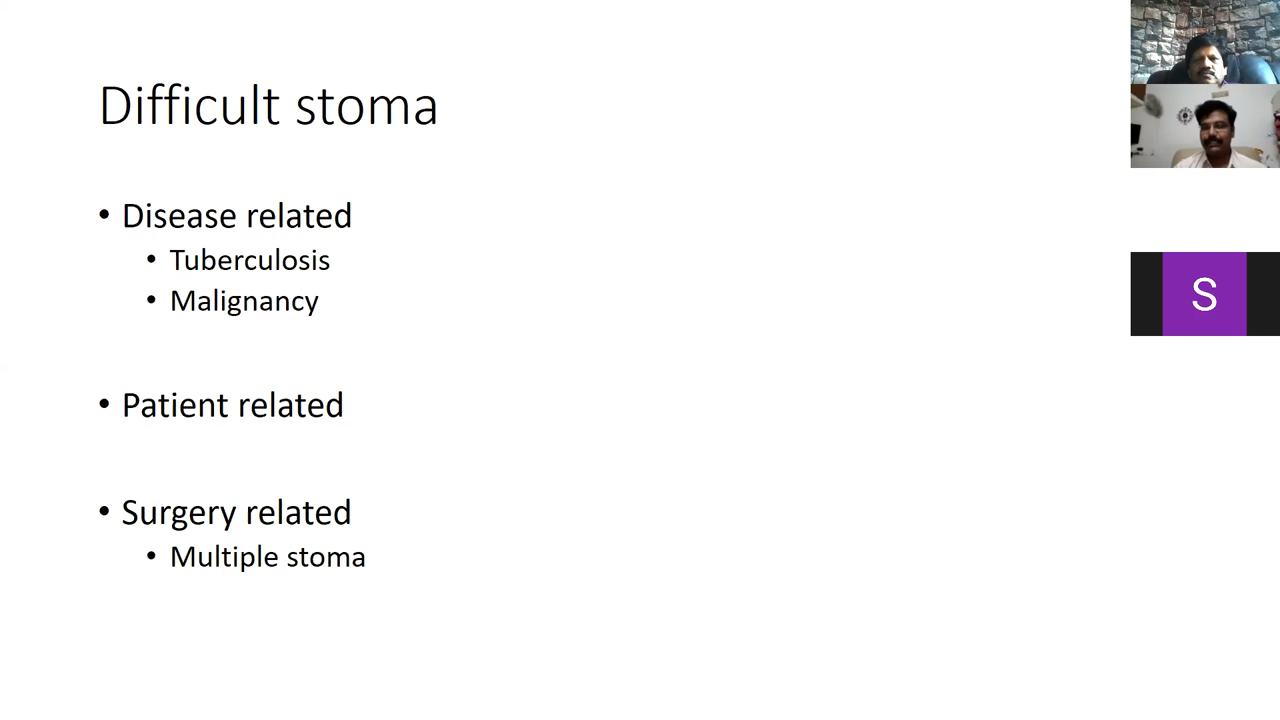 Difficult stoma
• Disease related
• Tuberculosis
• Malignancy
• Patient related
• Surgery related
• Multiple stoma
S